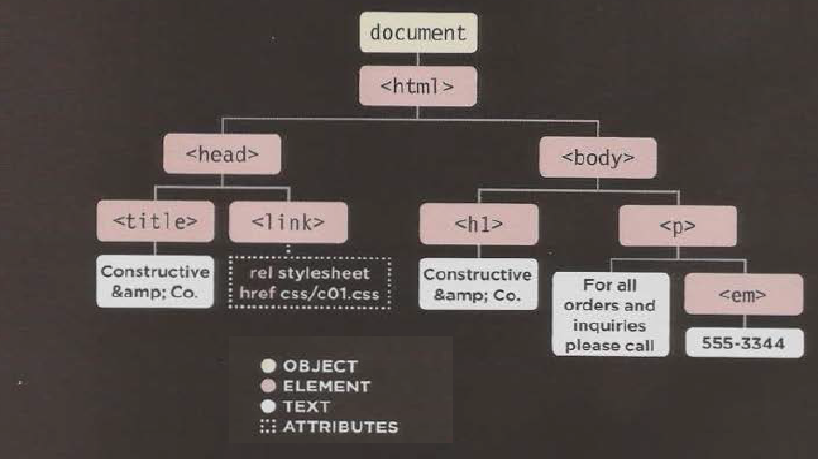 document
<html>
<head>
<body>
<title>
<link>
<h1>
<p>
Constructive
&amp; Co.
rel stylesheet
href css/c01.css
Constructive
&amp; Co.
For all
orders and
inquiries
please call
<em>
555-3344
OBJECT
ELEMENT
TEXT
ATTRIBUTES